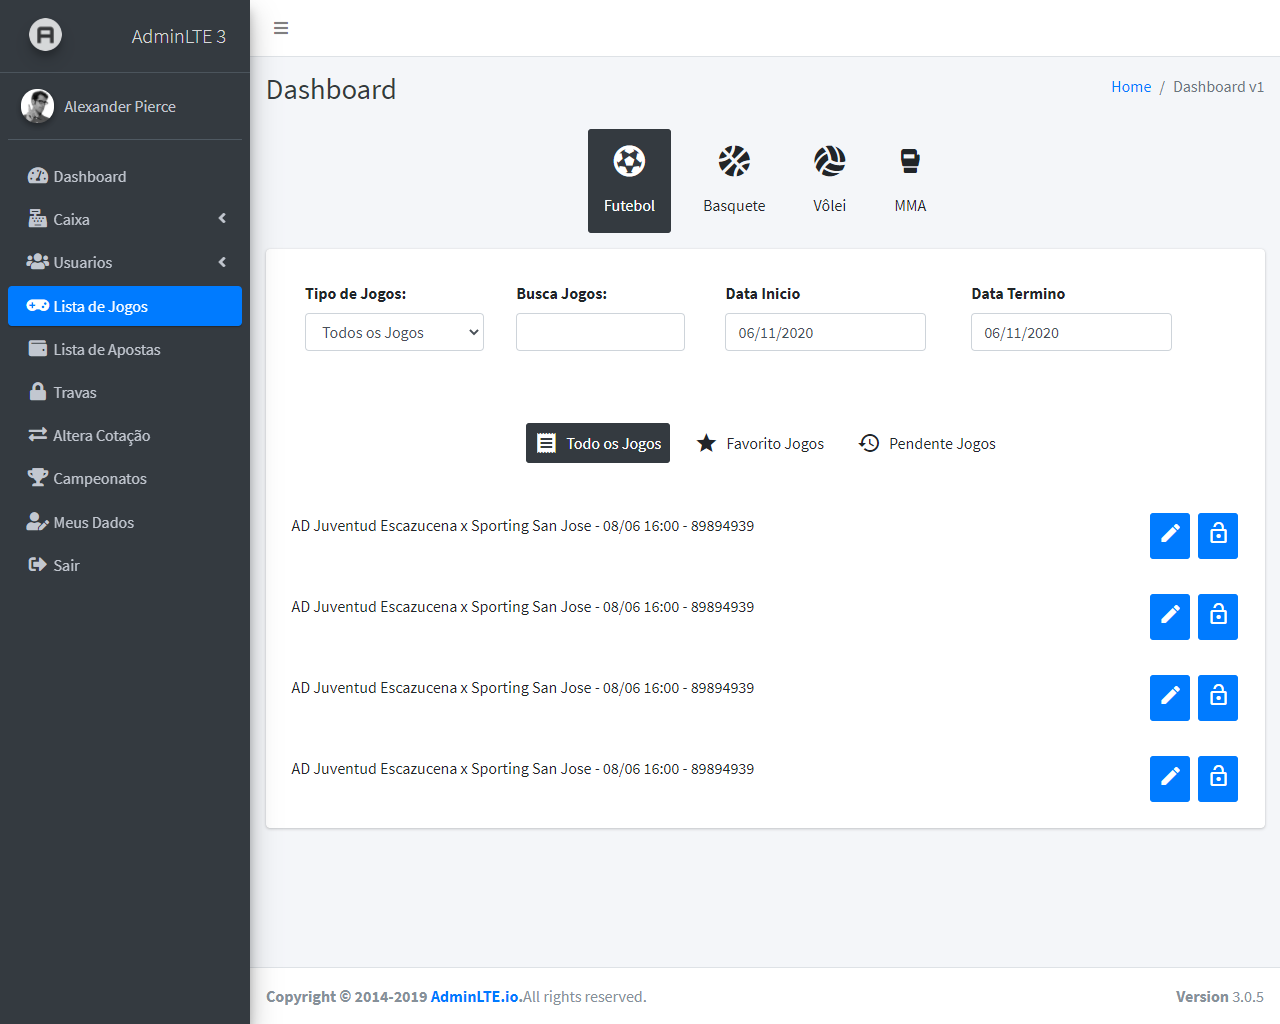 AdminLTE 3
Alexander Pierce
Dashboard
Caixa
Usuarios
Lista de Jogos
Lista de Apostas
Travas
Altera Cotação
Campeonatos
Meus Dados
Sair
Dashboard
Home / Dashboard v1
Futebol
Basquete
Vôlei
MMA
Tipo de Jogos:
Todos os Jogos
Busca Jogos:
Data Inicio
06/11/2020
Data Termino
06/11/2020
Todo os Jogos
Favorito Jogos
Pendente Jogos
AD Juventud Escazucena x Sporting San Jose - 08/06 16:00 - 89894939
AD Juventud Escazucena x Sporting San Jose - 08/06 16:00 - 89894939
AD Juventud Escazucena x Sporting San Jose - 08/06 16:00 - 89894939
AD Juventud Escazucena x Sporting San Jose - 08/06 16:00 - 89894939
Copyright © 2014-2019 AdminLTE.io.All rights reserved.
Version 3.0.5